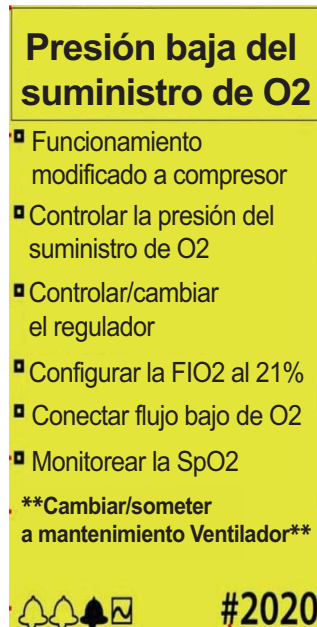 Presión baja del
suministro de O2
Funcionamiento
modificado a compresor
Controlar la presión del
suministro de O2
Controlar/cambiar
el regulador
Configurar la FIO2 al 21%
Conectar flujo bajo de O2
Monitorear la SpO2
**Cambiar/someter
a mantenimiento Ventilador**
#2020